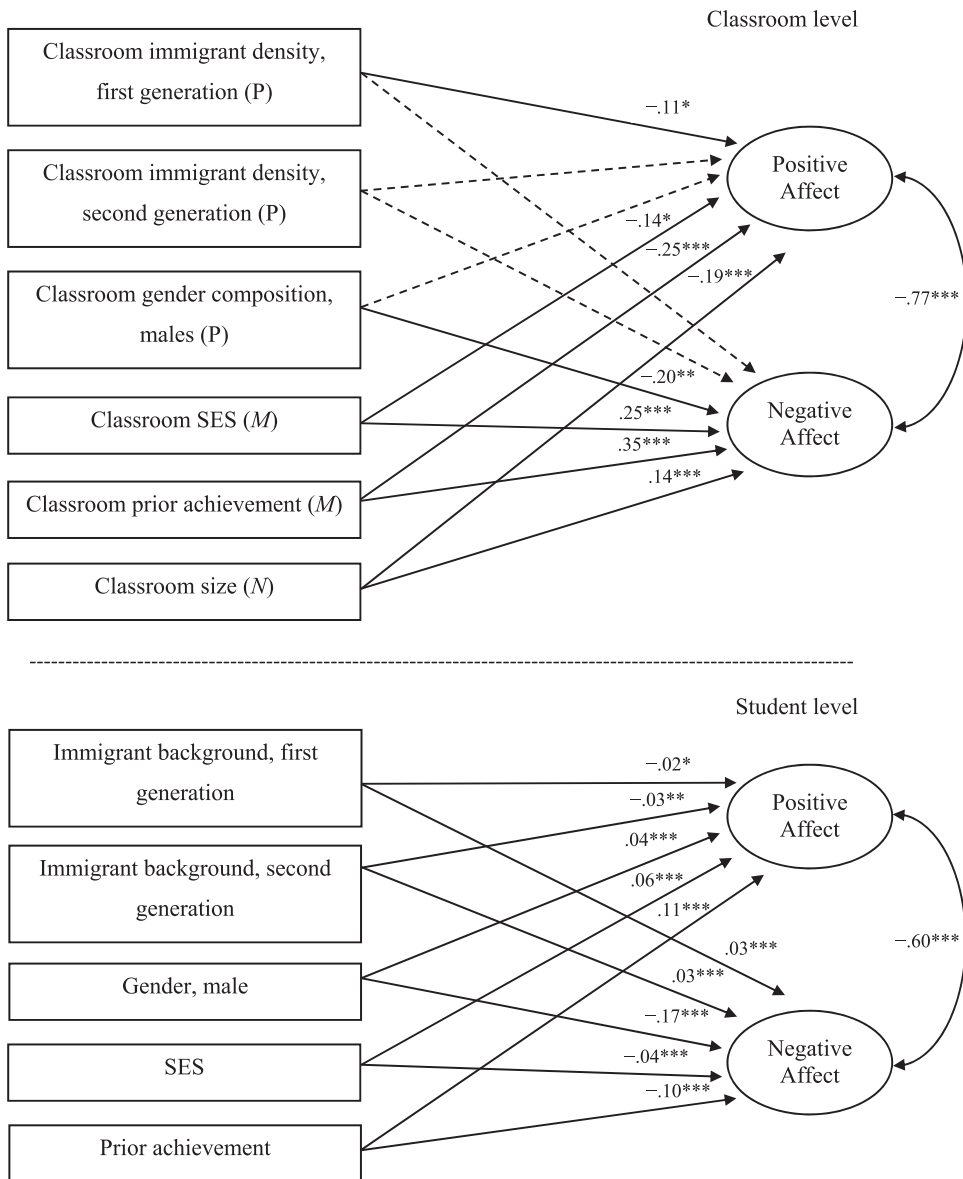 Classroom level
Classroom immigrant density,
first generation (P)
−.11*
Positive
Affect
Classroom immigrant density,
second generation (P)
−.14*
−.25***
−.19***
Classroom gender composition,
males (P)
−.77***
−.20**
Classroom SES (M)
.25***
Negative
Affect
.35***
.14***
Classroom prior achievement (M)
Classroom size (N)
Student level
Immigrant background, first
generation
−.02*
Positive
Affect
−.03**
.04***
Immigrant background, second
generation
.06***
.11***
.03***
−.60***
.03***
Gender, male
−.17***
Negative
Affect
SES
−.04***
−.10***
Prior achievement